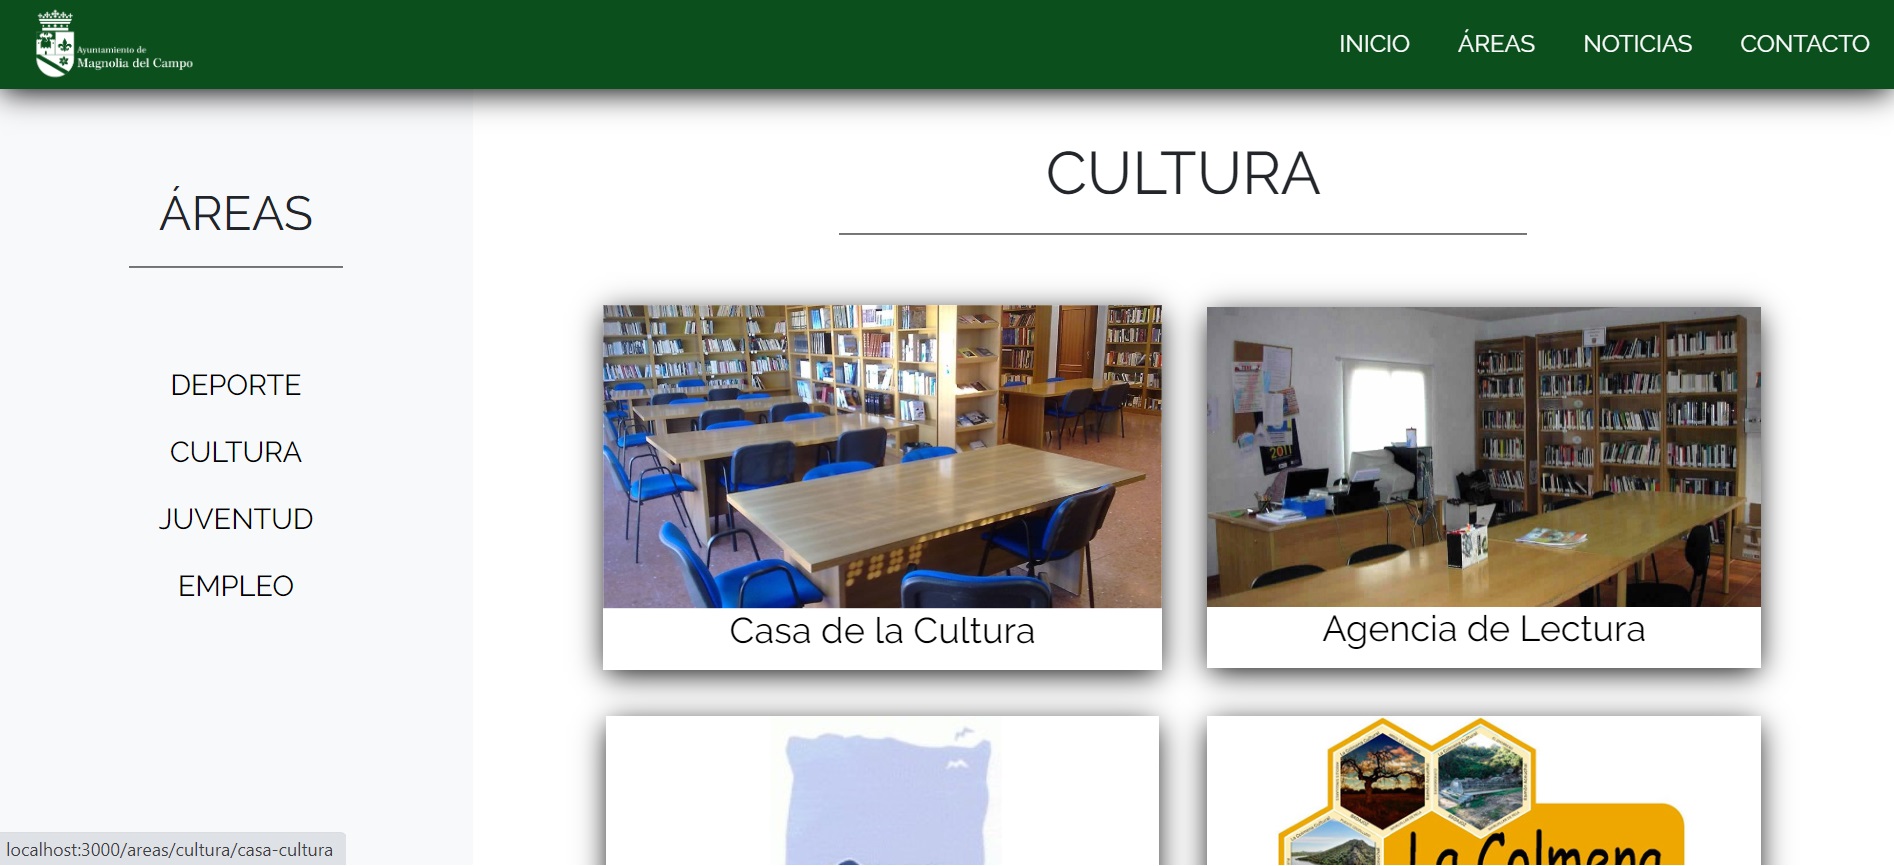 Ayuntamiento de
Magnolia del Campo
INICIO
ÁREAS
NOTICIAS
CONTACTO
ÁREAS
DEPORTE
CULTURA
JUVENTUD
EMPLEO
CULTURA
2011
Casa de la Cultura
Agencia de Lectura
La Colmena
localhost:3000/areas/cultura/casa-cultura